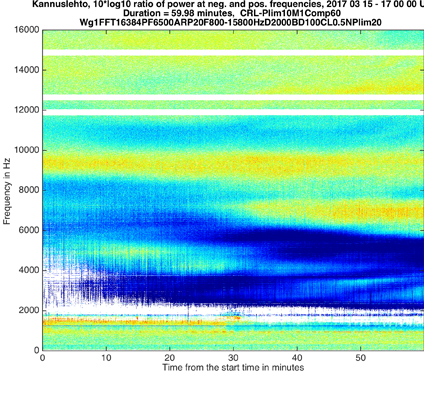 Kannuslehto, 10*log10 ratio of power at neg. and pos. frequencies, 2017 03 15 - 17 00 00 U
Duration = 59.98 minutes, CRL-Plim10M1Comp60
Wg1FFT16384PF6500ARP20F800-15800HzD2000BD100CL0.5NPlim20
16000
14000
12000
10000
8000
6000
4000
2000
0
Frequency in Hz
0 10 20 30 40 50
Time from the start time in minutes